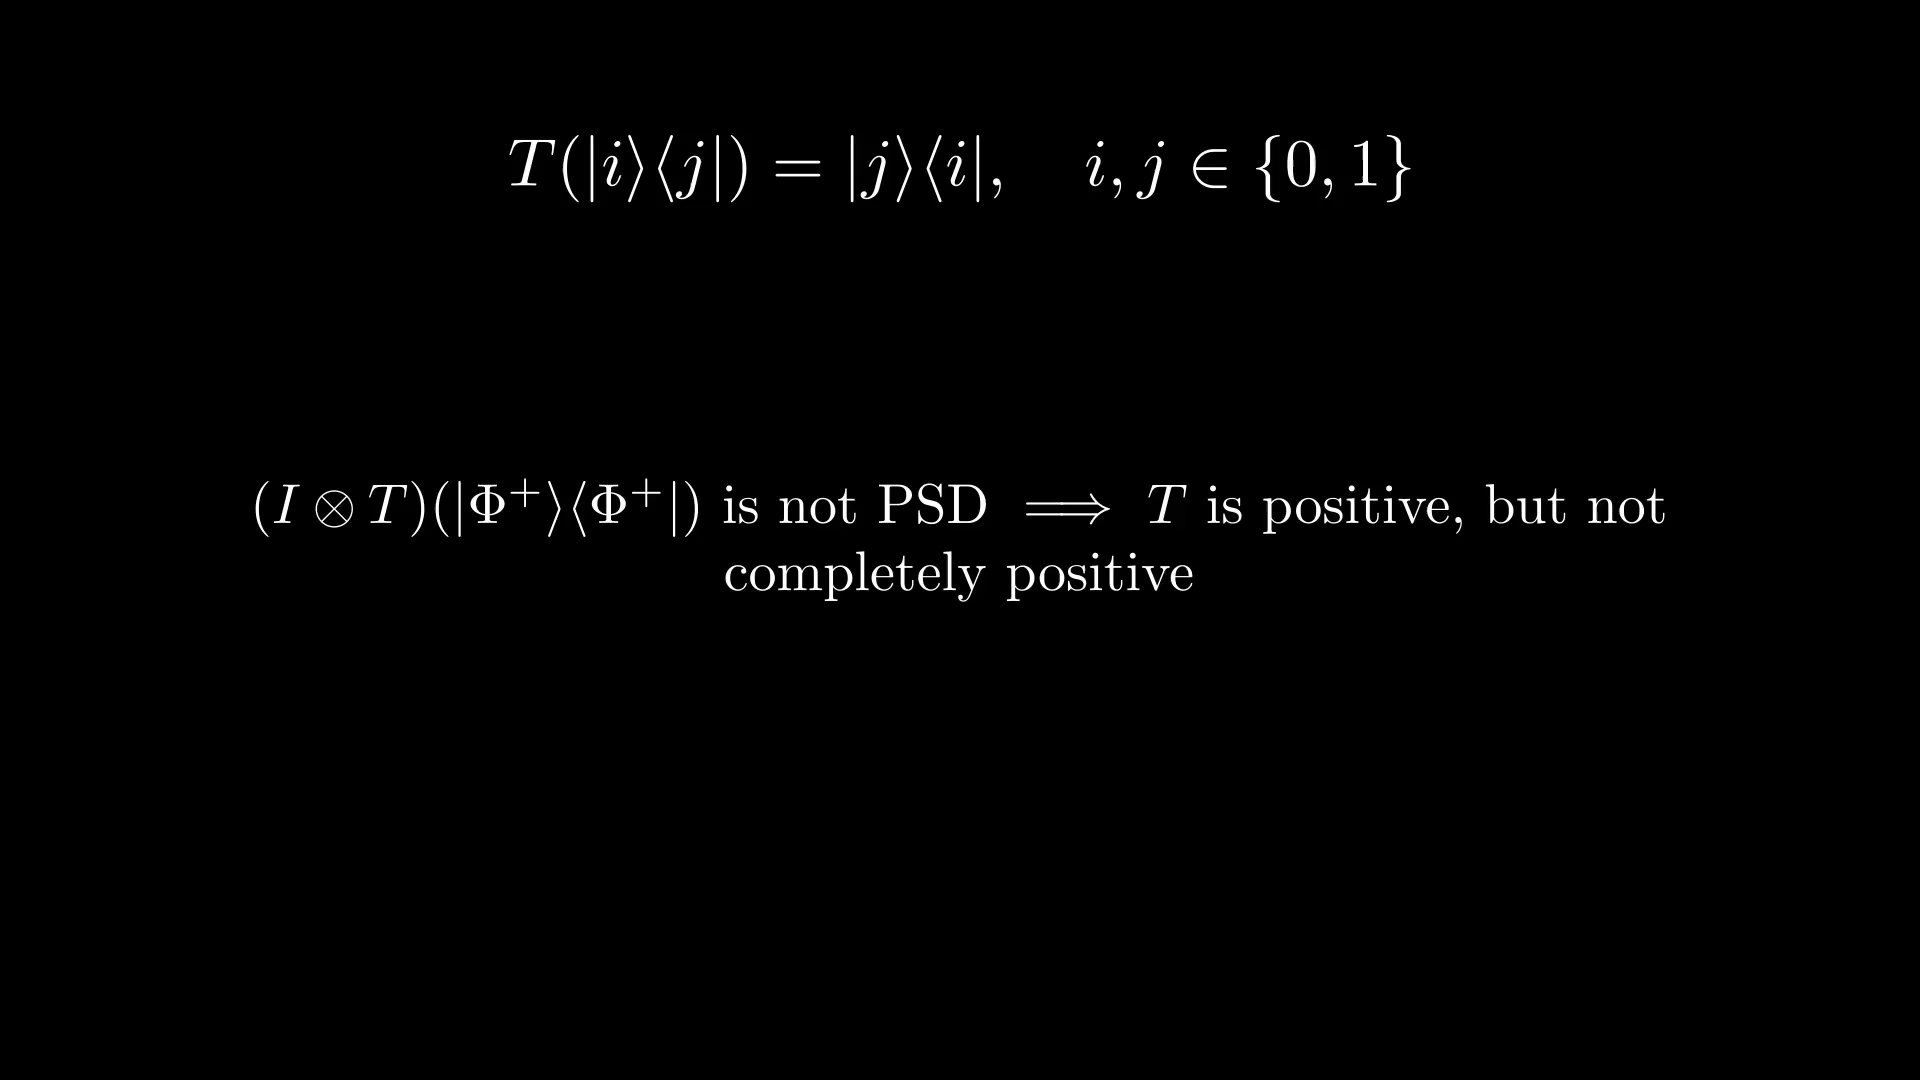 T(|i⟩⟨j|) = |j⟩⟨i|, i, j ∈ {0, 1}
(I ⊗ T)(|Φ⁺⟩⟨Φ⁺|) is not PSD ⟹ T is positive, but not
completely positive